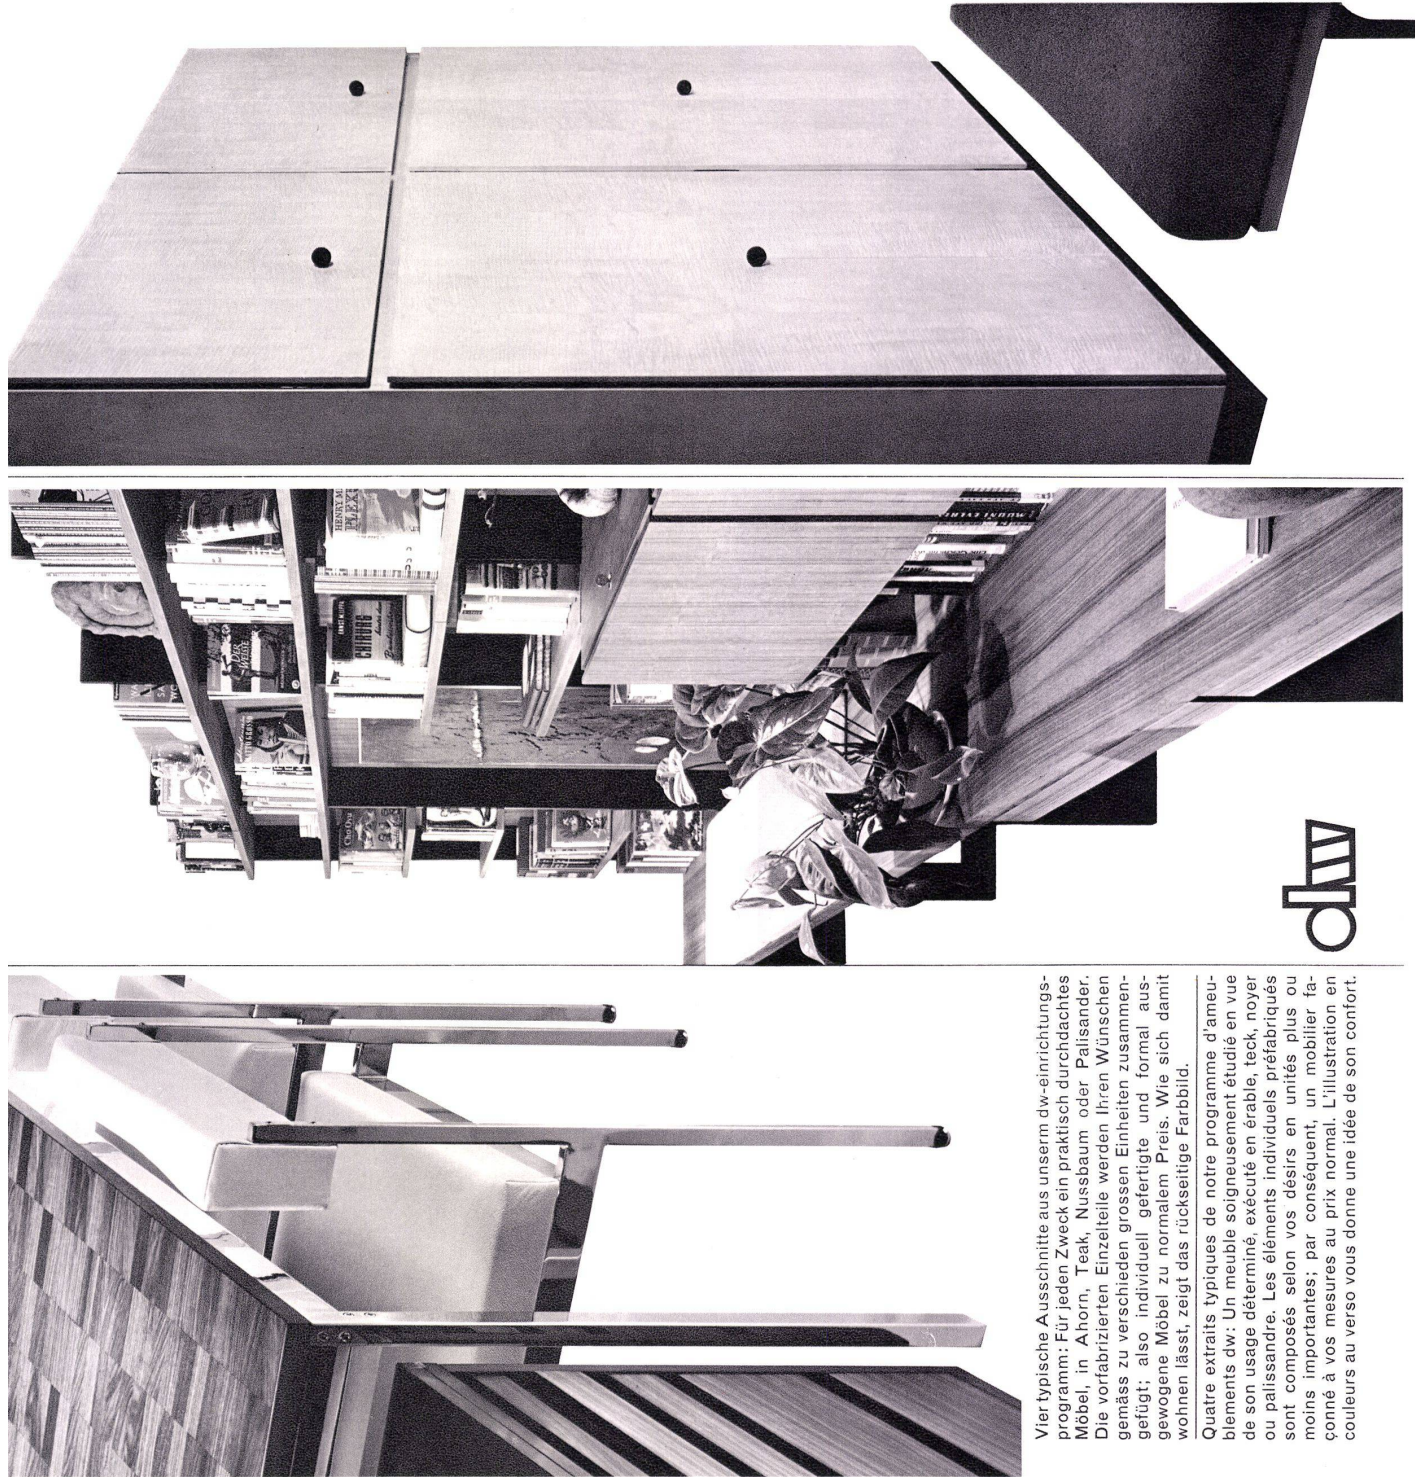 Vier typische Ausschnitte aus unserm dw-einrichtungs-
programm: Für jeden Zweck ein praktisch durchdachtes
Möbel, in Ahorn, Teak, Nussbaum oder Palisander.
Die vorfabrizierten Einzelteile werden Ihren Wünschen
gemäss zu verschieden grossen Einheiten zusammen-
gefügt; also individuell gefertigte und formal aus-
gewogene Möbel zu normalem Preis. Wie sich damit
wohnen lässt, zeigt das rückseitige Farbbild.
Quatre extraits typiques de notre programme d'ameu-
blements dw: Un meuble soigneusement étudié en vue
de son usage déterminé, exécuté en érable, teck, noyer
ou palissandre. Les éléments individuels préfabriqués
sont composés selon vos désirs en unités plus ou
moins importantes; par conséquent, un mobilier fa-
çonné à vos mesures au prix normal. L'illustration en
couleurs au verso vous donne une idée de son confort.
dw
DER
WEISSE
CHIRURG
HENRY M
PLEX